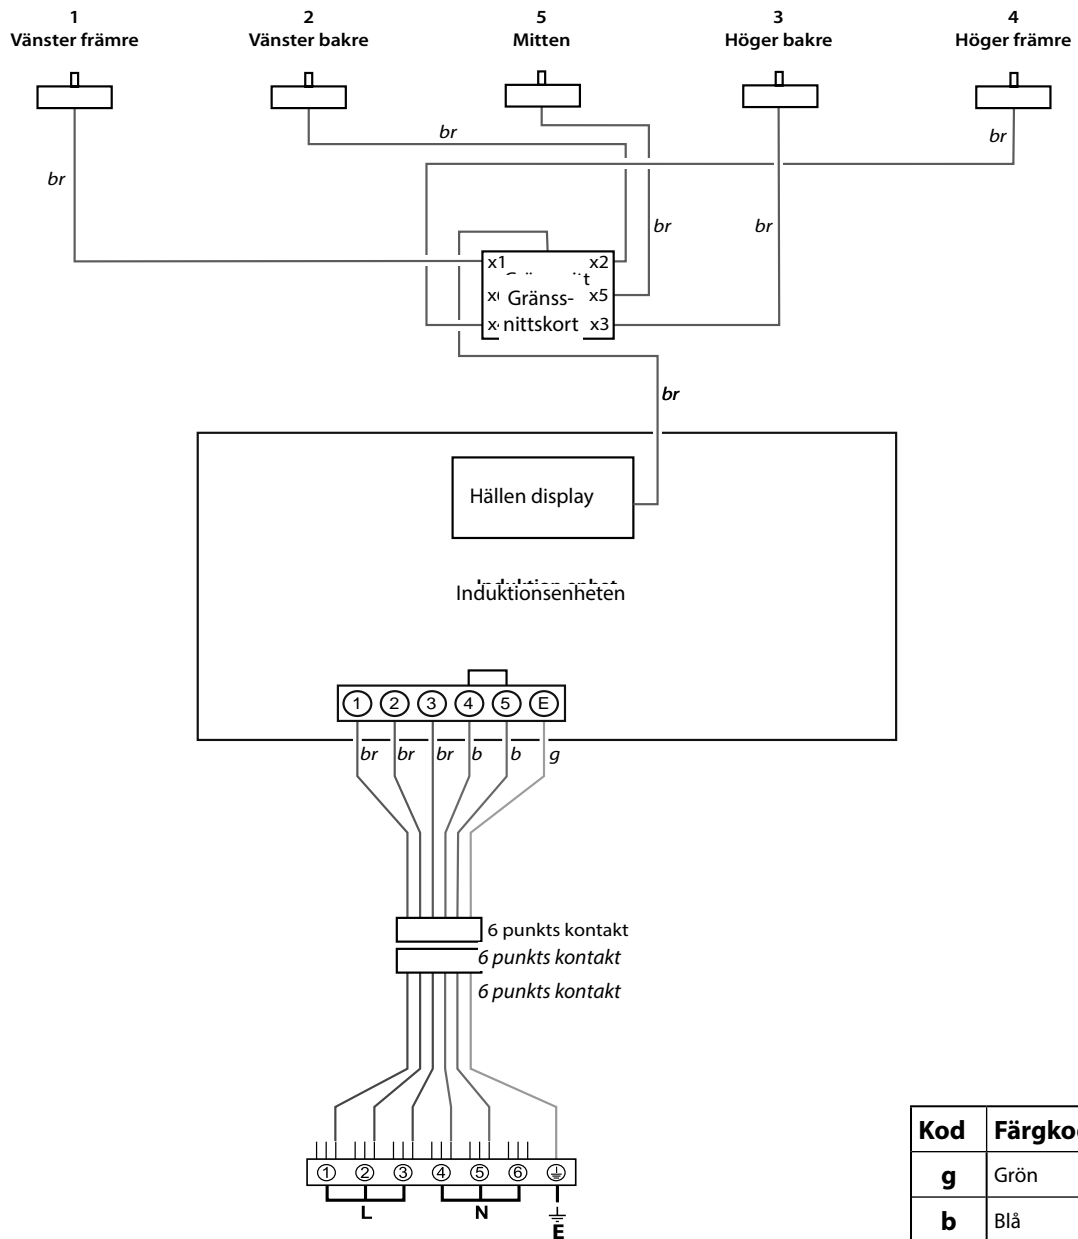 1
Vänster främre
2
Vänster bakre
5
Mitten
3
Höger bakre
4
Höger främre
br
br
br
br
br
x1
x2
x5
Gränss-
nittskort
x3
br
Hällen display
Induktionsenheten
1 2 3 4 5 E
br br br b b g
6 punkts kontakt
6 punkts kontakt
6 punkts kontakt
1 2 3 4 5 6
L N E
Kod
g Grön
b Blå